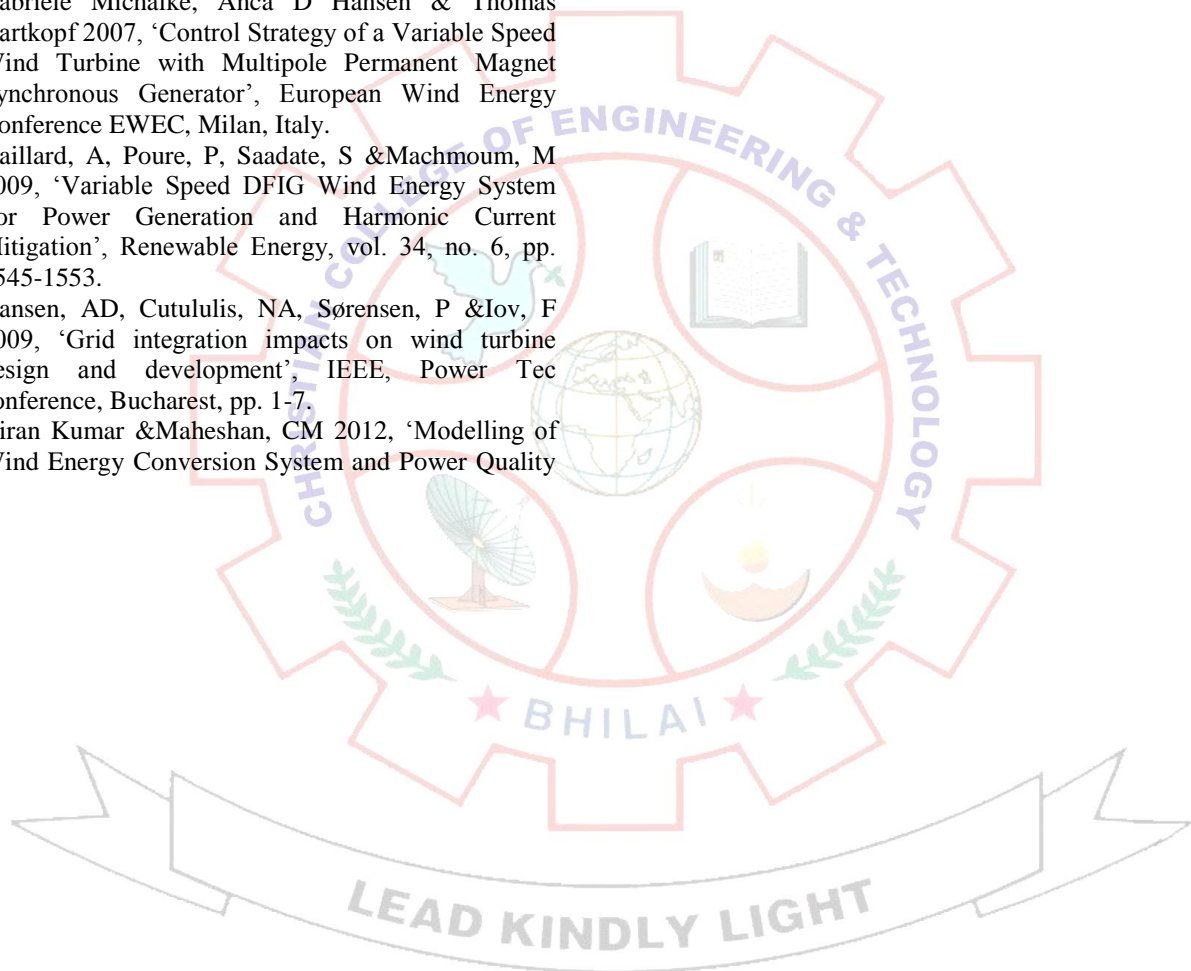 abriele Michalke, Anca D Hansen & Thomas
artkopf 2007, ‘Control Strategy of a Variable Speed
Wind Turbine with Multipole Permanent Magnet
ynchronous Generator’, European Wind Energy
onference EWEC, Milan, Italy.
aillard, A, Poure, P, Saadate, S &Machmoum, M
009, ‘Variable Speed DFIG Wind Energy System
or Power Generation and Harmonic Current
Mitigation’, Renewable Energy, vol. 34, no. 6, pp.
545-1553.
ansen, AD, Cutululis, NA, Sørensen, P &Iov, F
009, ‘Grid integration impacts on wind turbine
esign and development’, IEEE, Power Tec
onference, Bucharest, pp. 1-7.
iran Kumar &Maheshan, CM 2012, ‘Modelling of
Wind Energy Conversion System and Power Quality
CHRISTIAN COLLEGE OF ENGINEERING & TECHNOLOGY
BHILAI
LEAD KINDLY LIGHT